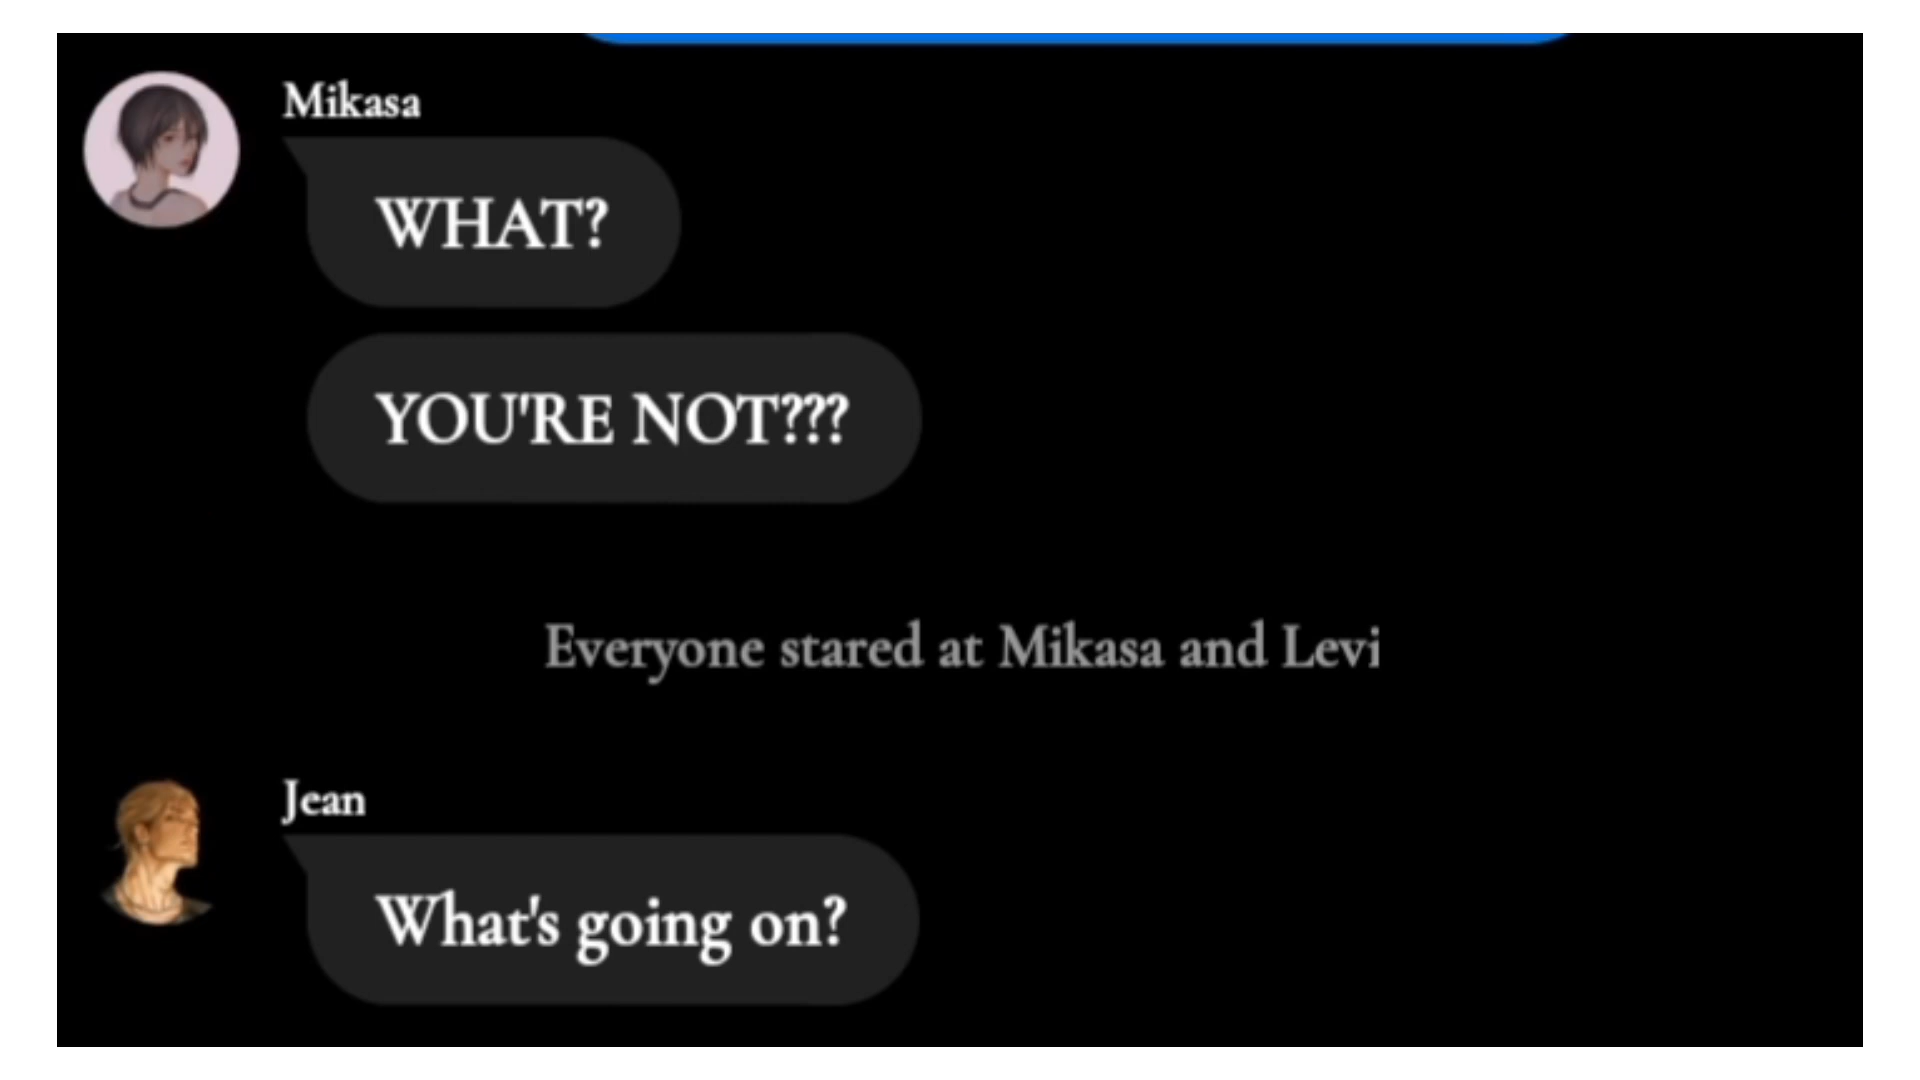 Mikasa
WHAT?
YOU'RE NOT???
Everyone stared at Mikasa and Levi
Jean
What's going on?